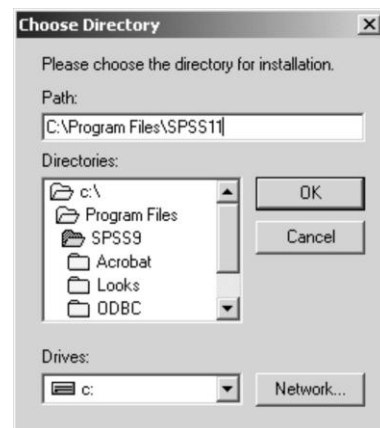 Choose Directory
Please choose the directory for installation.
Path:
C:\Program Files\SPSS11
Directories:
c:\
Program Files
SPSS9
Acrobat
Looks
ODBC
OK
Cancel
Drives:
c:
Network...